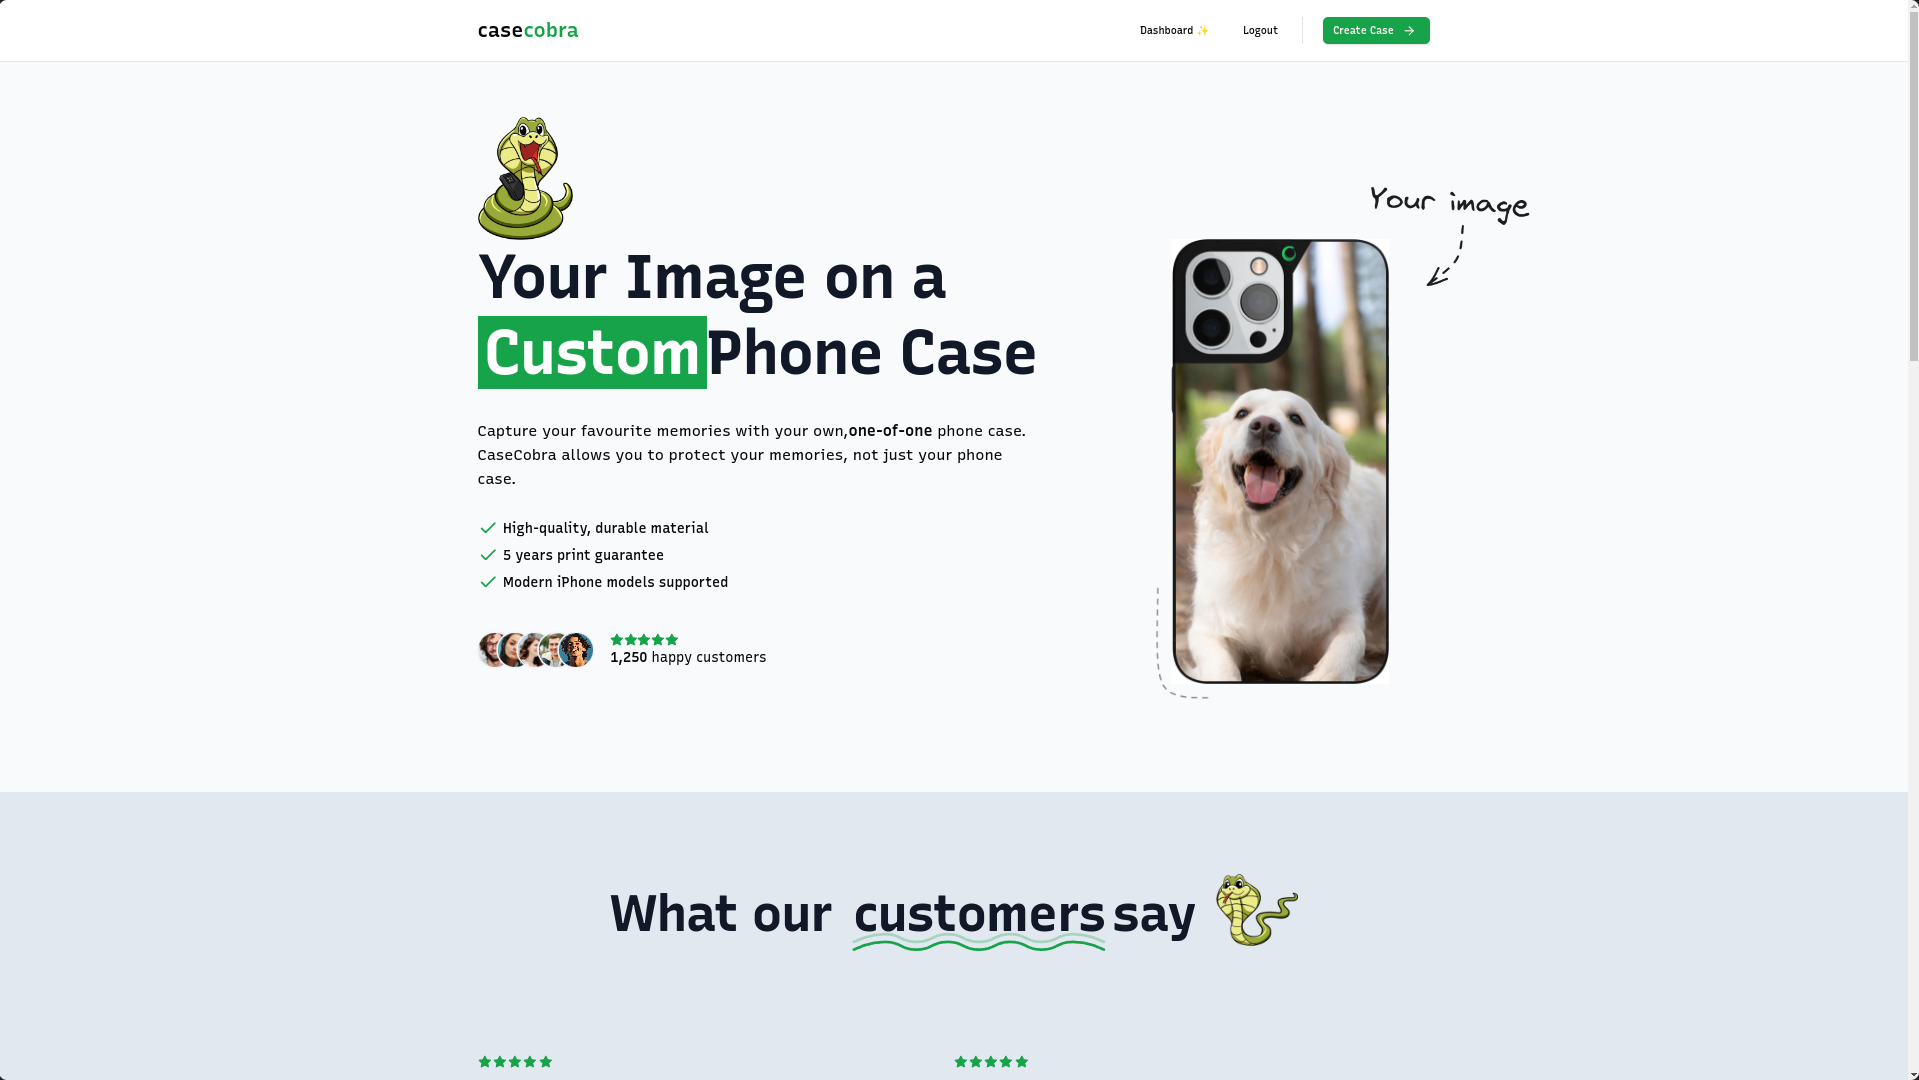 casecobra
Dashboard ✨
Logout
Create Case
Your image
Your Image on a
Custom Phone Case
Capture your favourite memories with your own,one-of-one phone case.
CaseCobra allows you to protect your memories, not just your phone
case.
High-quality, durable material
5 years print guarantee
Modern iPhone models supported
1,250 happy customers
What our customers say